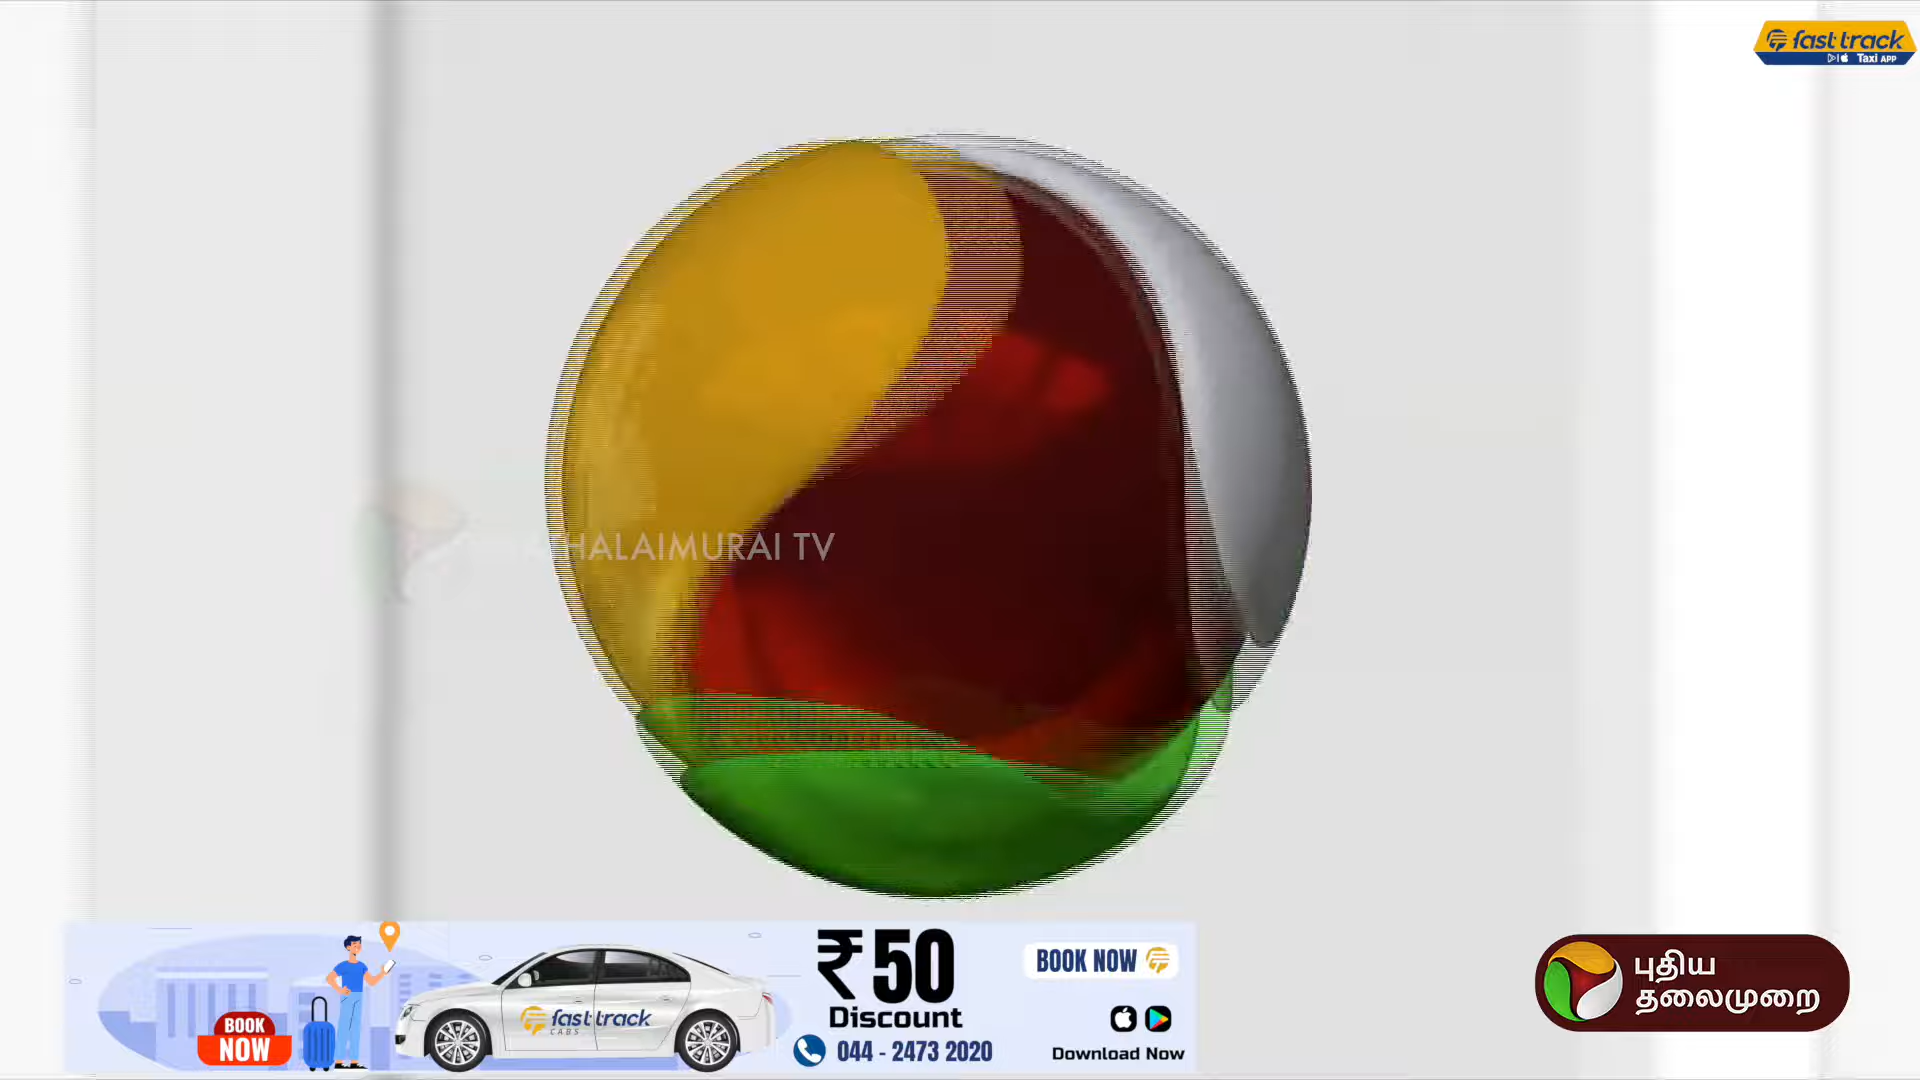 fast track
Taxi APP
THALAIMURAI TV
₹50
Discount
044 - 2473 2020
BOOK NOW
Download Now
BOOK
NOW
fast track
CABS
புதிய
தலைமுறை